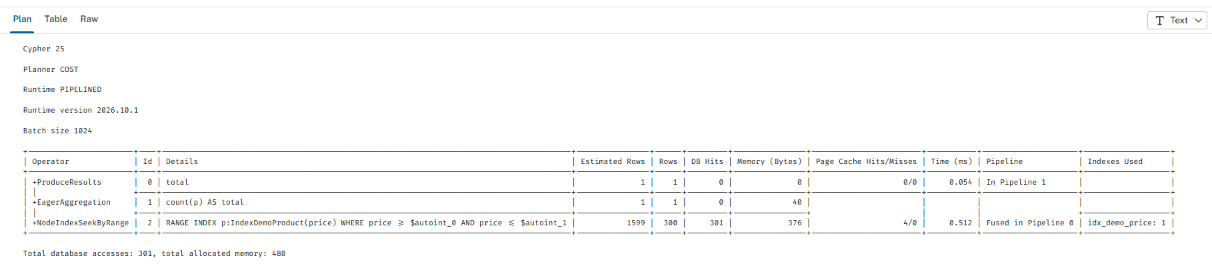 Plan Table Raw
T Text
Cypher 25
Planner COST
Runtime PIPELINED
Runtime version 2026.10.1
Batch size 1024
| Operator | Id | Details | Estimated Rows | Rows | DB Hits | Memory (Bytes) | Page Cache Hits/Misses | Time (ms) | Pipeline | Indexes Used |
| +ProduceResults | 0 | total | 1 | 1 | 0 | 0 | 0/0 | 0.054 | In Pipeline 1 | |
| +EagerAggregation | 1 | count(p) AS total | 1 | 1 | 0 | 40 | | | | |
| +NodeIndexSeekByRange | 2 | RANGE INDEX p:IndexDemoProduct(price) WHERE price ≥ $autoint_0 AND price ≤ $autoint_1 | 1599 | 300 | 301 | 376 | 4/0 | 0.512 | Fused in Pipeline 0 | idx_demo_price: 1 |
Total database accesses: 301, total allocated memory: 480